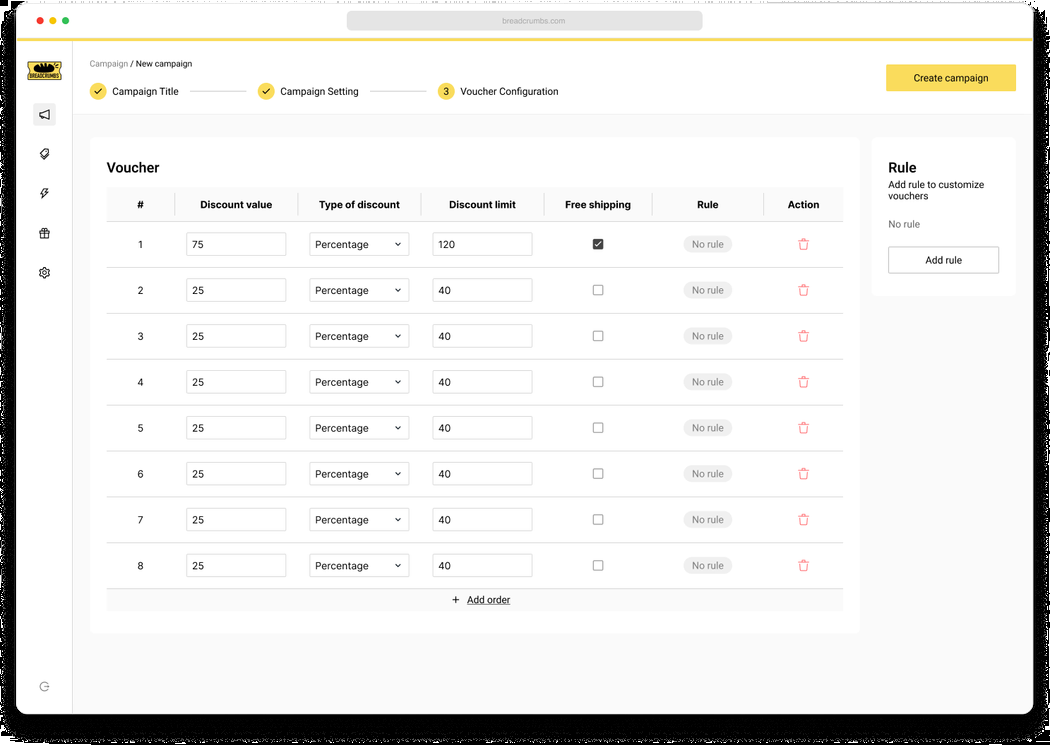 breadcrumbs.com
BREADCRUMBS
Campaign / New campaign
Campaign Title
Campaign Setting
3 Voucher Configuration
Create campaign
Voucher
# Discount value Type of discount Discount limit Free shipping Rule Action
1 75 Percentage 120 No rule
2 25 Percentage 40 No rule
3 25 Percentage 40 No rule
4 25 Percentage 40 No rule
5 25 Percentage 40 No rule
6 25 Percentage 40 No rule
7 25 Percentage 40 No rule
8 25 Percentage 40 No rule
+ Add order
Rule
Add rule to customize
vouchers
No rule
Add rule